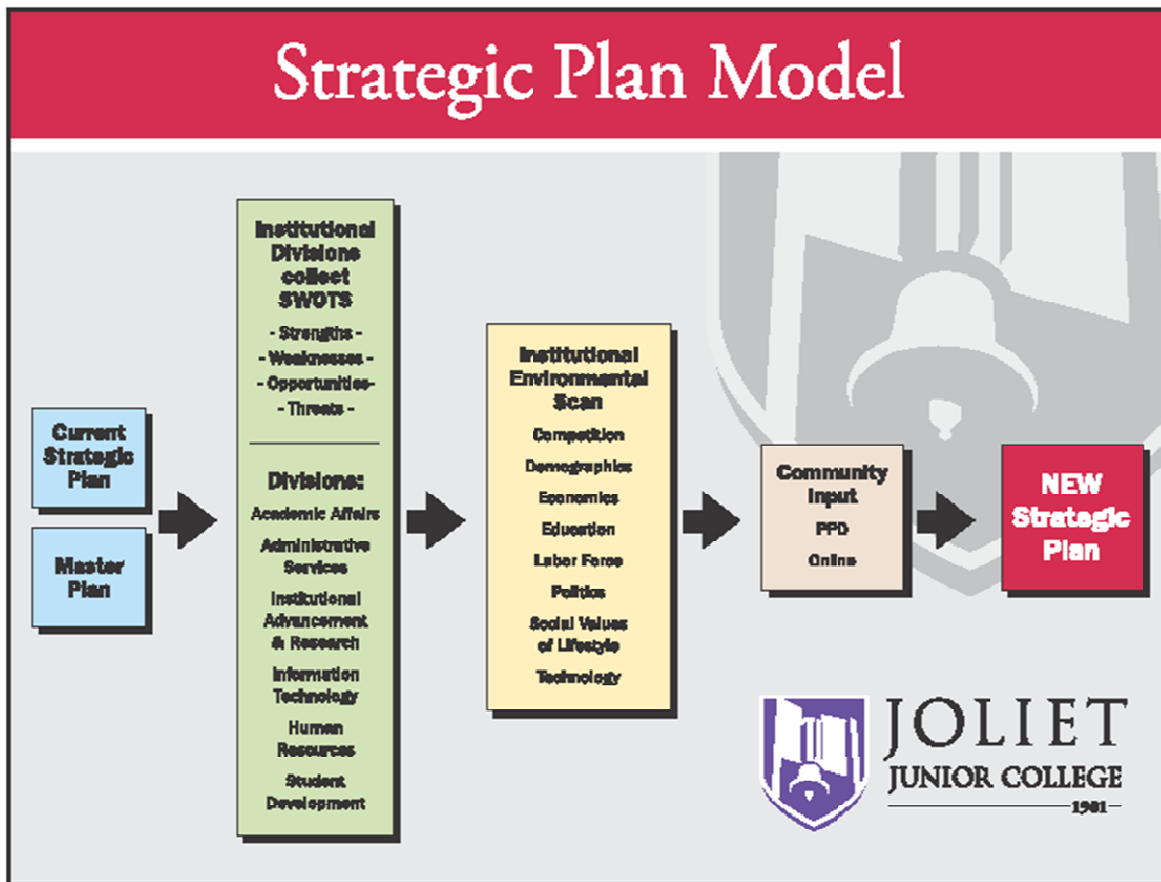 Strategic Plan Model
Current
Strategic
Plan
Master
Plan
Institutional
Divisions
collect
SWOTS
- Strengths -
- Weaknesses -
- Opportunities-
- Threats -
Divisions:
Academic Affairs
Administrative
Services
Institutional
Advancement
& Research
Information
Technology
Human
Resources
Student
Development
Institutional
Environmental
Scan
Competition
Demographics
Economics
Education
Labor Force
Politics
Social Values
of Lifestyle
Technology
Community
Input
PPD
Online
NEW
Strategic
Plan
JOLIET
JUNIOR COLLEGE
1901